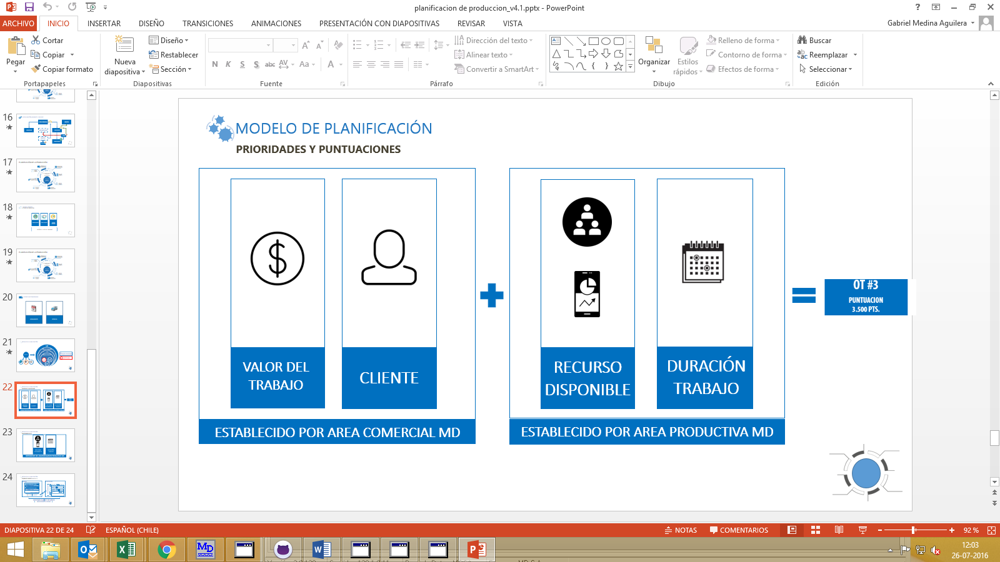 planificacion de produccion_v4.1.pptx - PowerPoint
ARCHIVO
INICIO
INSERTAR
DISEÑO
TRANSICIONES
ANIMACIONES
PRESENTACIÓN CON DIAPOSITIVAS
REVISAR
VISTA
Gabriel Medina Aguilera
Pegar
Cortar
Copiar
Copiar formato
Portapapeles
Nueva
diapositiva
Diseño
Restablecer
Sección
Diapositivas
N K S S abc AV Aa A
Fuente
Dirección del texto
Alinear texto
Convertir a SmartArt
Párrafo
Organizar
Estilos
rápidos
Relleno de forma
Contorno de forma
Efectos de forma
Dibujo
Buscar
Reemplazar
Seleccionar
Edición
16
17
18
19
20
21
22
23
24
MODELO DE PLANIFICACIÓN
PRIORIDADES Y PUNTUACIONES
VALOR DEL
TRABAJO
CLIENTE
ESTABLECIDO POR AREA COMERCIAL MD
RECURSO
DISPONIBLE
DURACIÓN
TRABAJO
ESTABLECIDO POR AREA PRODUCTIVA MD
OT #3
PUNTUACION
3.500 PTS.
DIAPOSITIVA 22 DE 24
ESPAÑOL (CHILE)
NOTAS
COMENTARIOS
92 %
12:03
26-07-2016